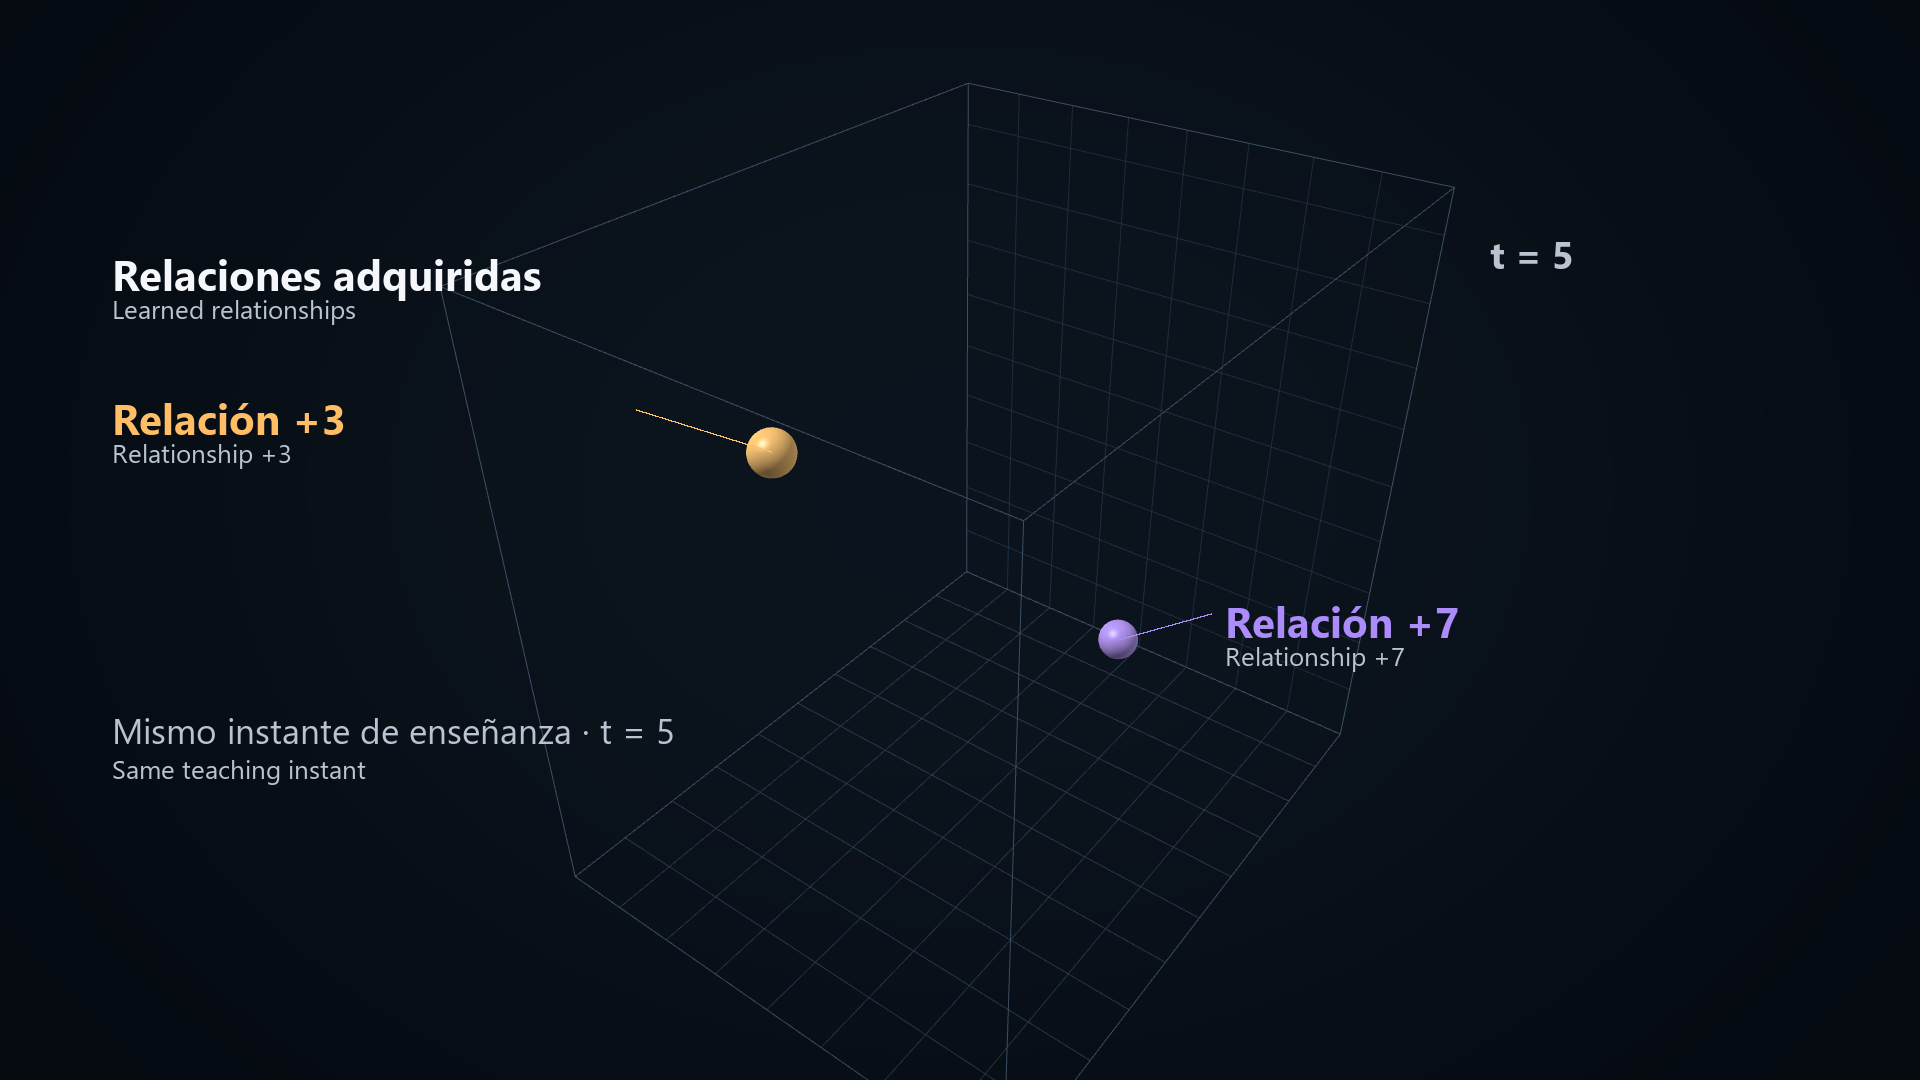 Relaciones adquiridas
Learned relationships
t = 5
Relación +3
Relationship +3
Relación +7
Relationship +7
Mismo instante de enseñanza · t = 5
Same teaching instant